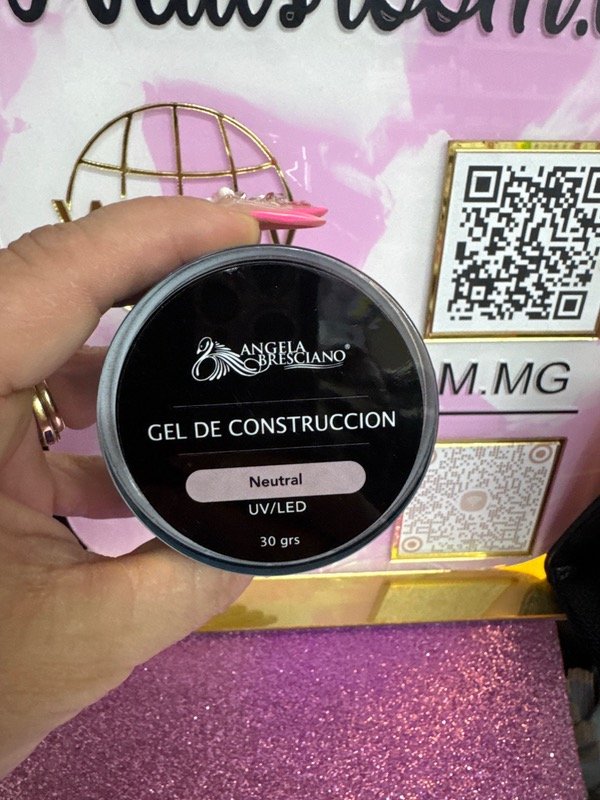 ANGELA
BRESCIANO®
GEL DE CONSTRUCCION
Neutral
UV/LED
30 grs
M.MG